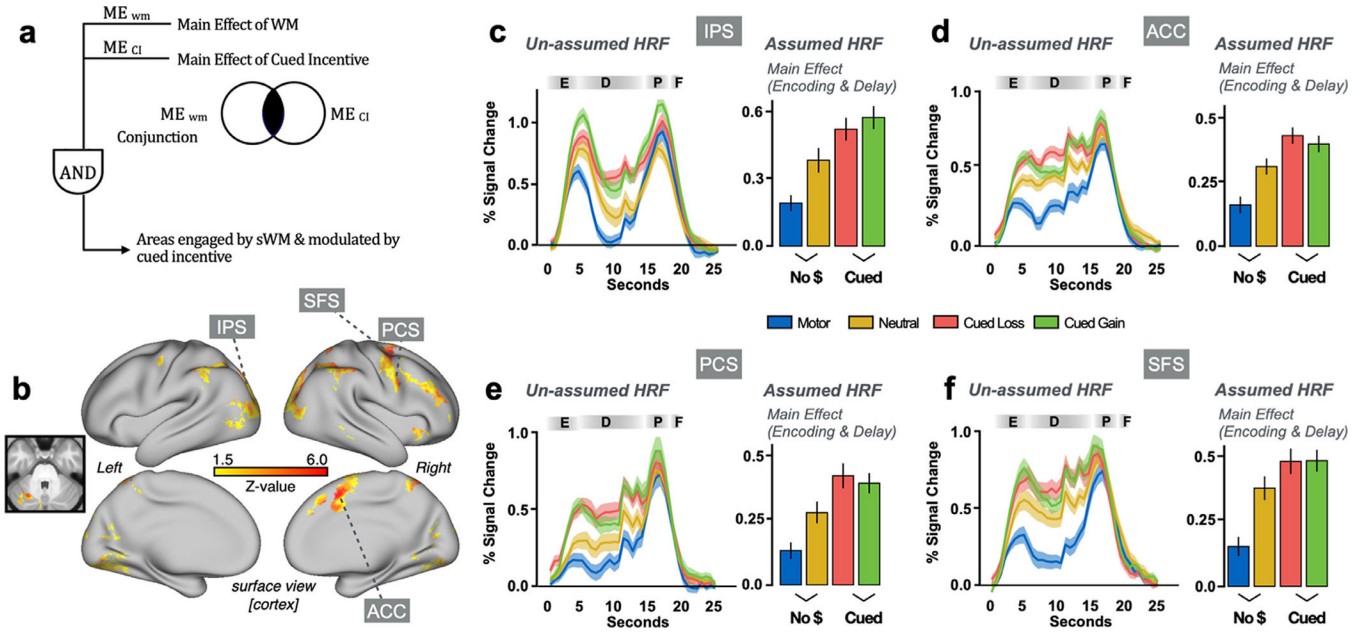 a
ME wm
Main Effect of WM
ME CI
Main Effect of Cued Incentive
ME wm
ME CI
Conjunction
AND
Areas engaged by sWM & modulated by
cued incentive
b
IPS
SFS
PCS
Left
1.5 6.0
Z-value
Right
surface view
[cortex]
ACC
c
IPS
Un-assumed HRF
Assumed HRF
Main Effect
(Encoding & Delay)
E D P F
% Signal Change
1.0
0.5
0.0
0 5 10 15 20 25
Seconds
0.6
0.3
0.0
No $ Cued
d
ACC
Un-assumed HRF
Assumed HRF
Main Effect
(Encoding & Delay)
E D P F
% Signal Change
1.0
0.5
0.0
0 5 10 15 20 25
Seconds
0.5
0.25
0.0
No $ Cued
Motor Neutral Cued Loss Cued Gain
e
PCS
Un-assumed HRF
Assumed HRF
Main Effect
(Encoding & Delay)
E D P F
% Signal Change
1.0
0.5
0.0
0 5 10 15 20 25
Seconds
0.5
0.25
0.0
No $ Cued
f
SFS
Un-assumed HRF
Assumed HRF
Main Effect
(Encoding & Delay)
E D P F
% Signal Change
1.0
0.5
0.0
0 5 10 15 20 25
Seconds
0.5
0.25
0.0
No $ Cued